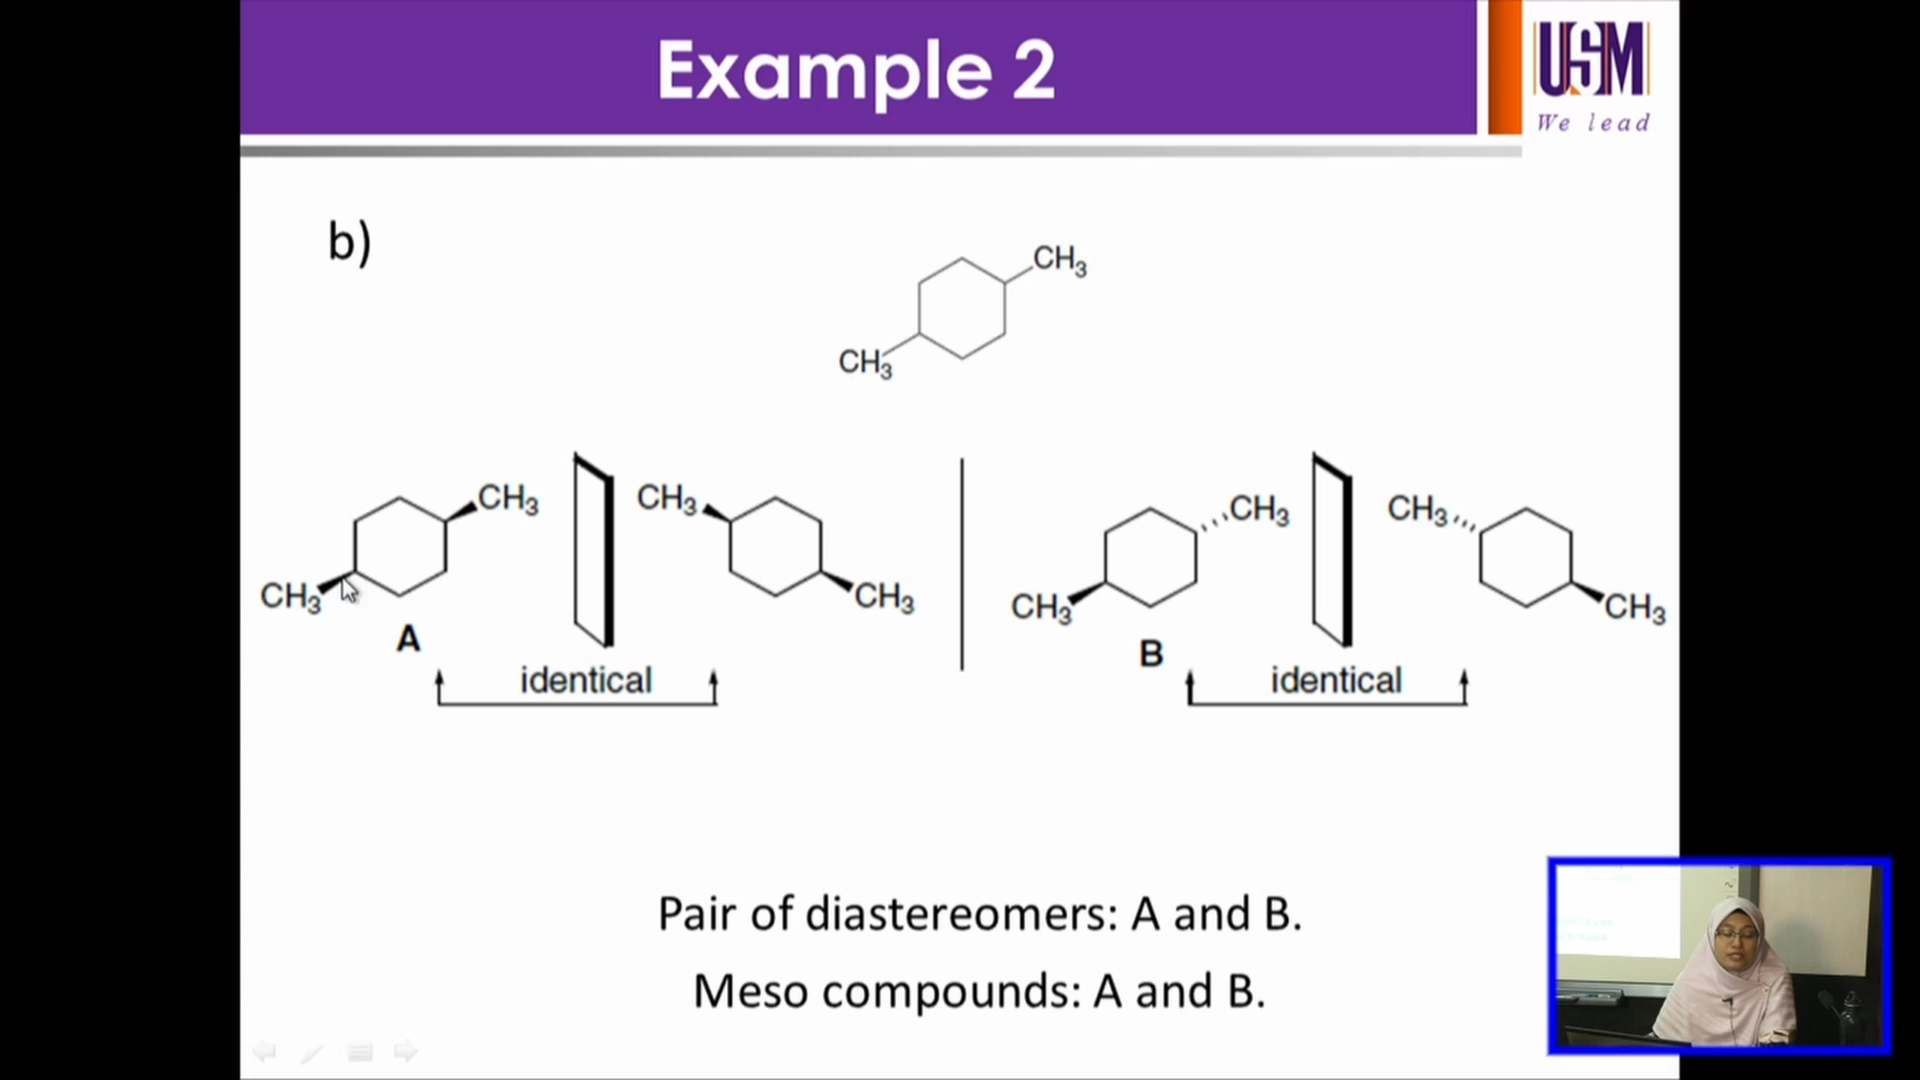 Example 2
USM
We lead
b)
CH3
CH3
CH3
CH3
CH3
CH3
CH3
CH3
CH3
CH3
A
B
identical
identical
Pair of diastereomers: A and B.
Meso compounds: A and B.